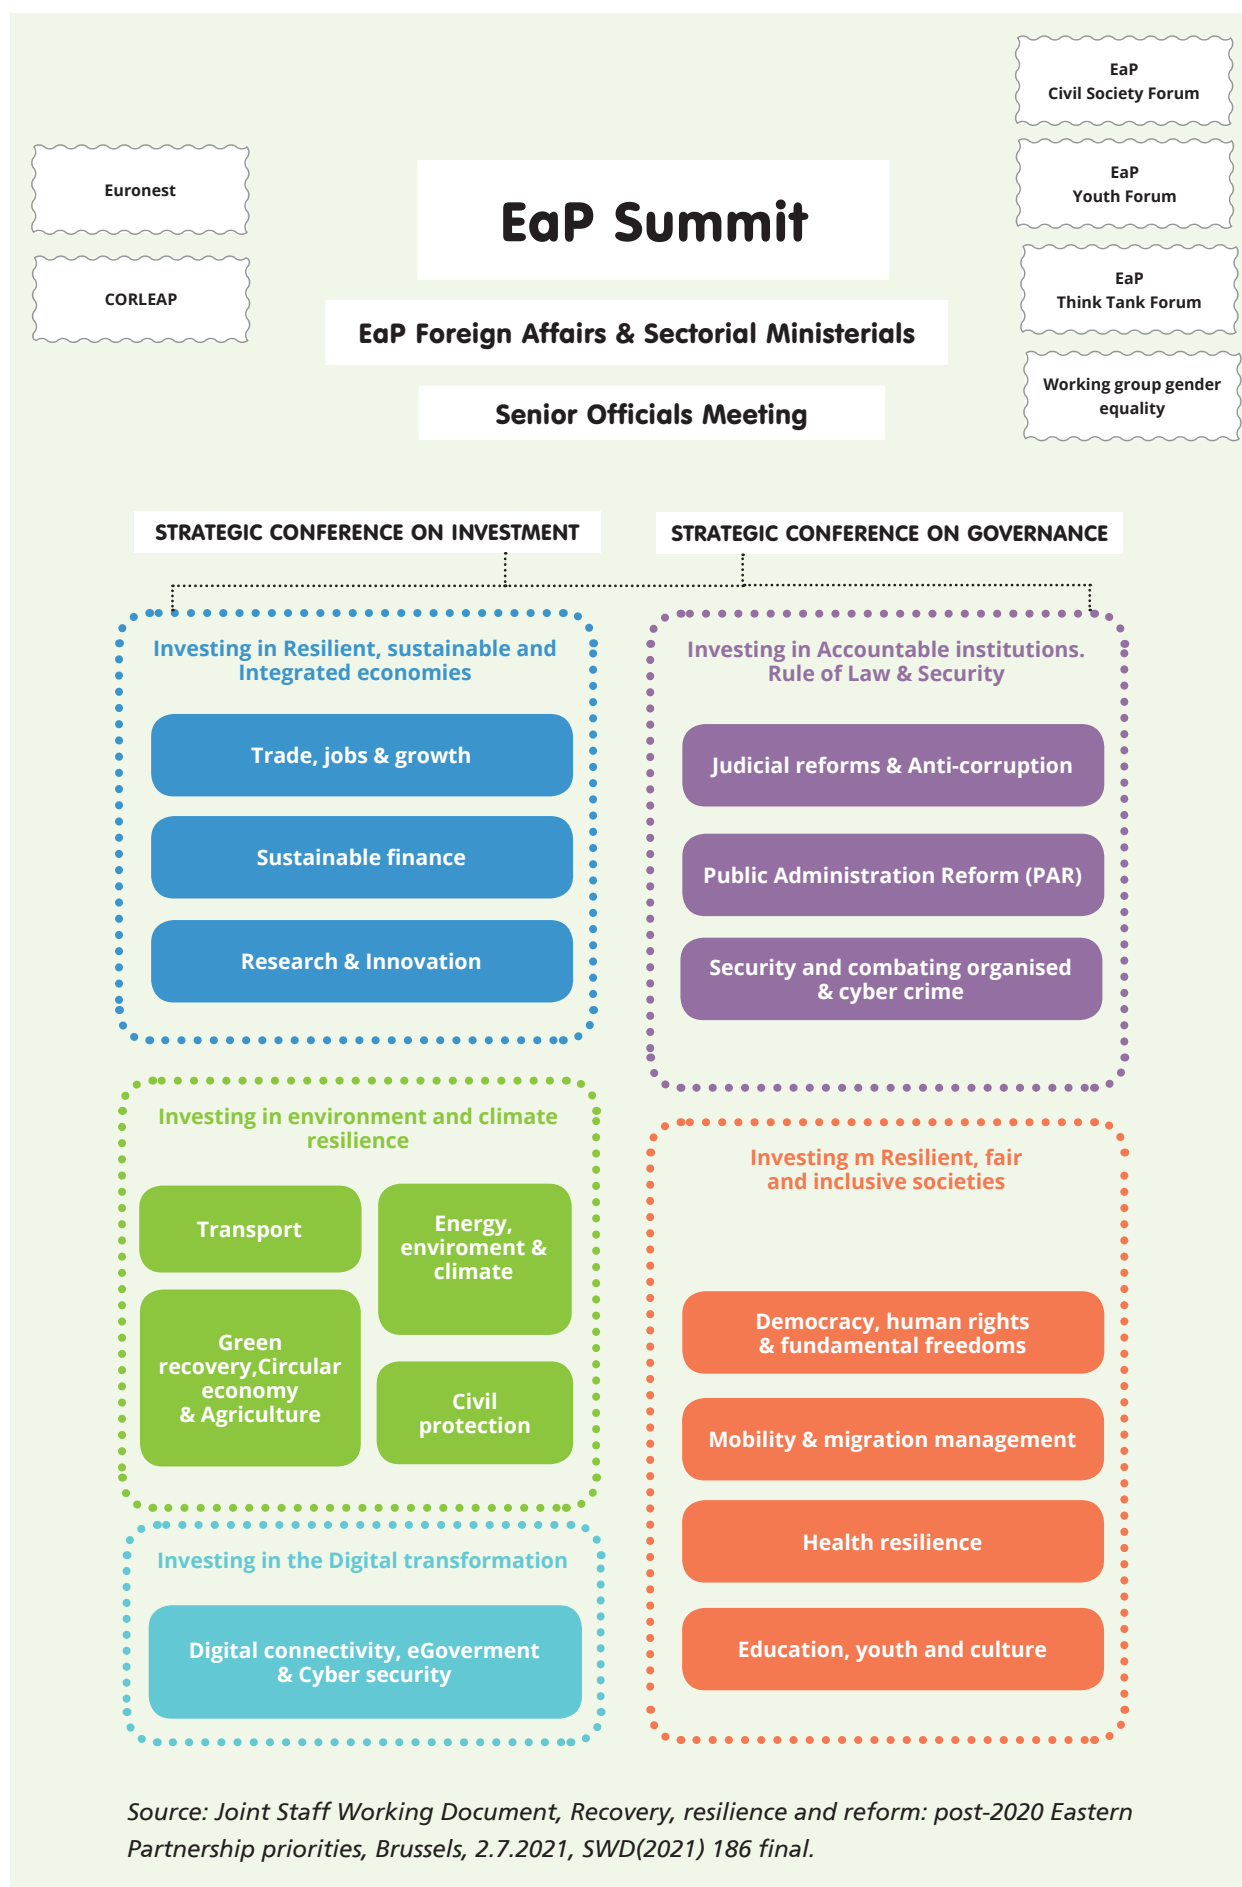 EaP
Civil Society Forum
Euronest
EaP
Youth Forum
EaP Summit
CORLEAP
EaP
Think Tank Forum
EaP Foreign Affairs & Sectorial Ministerials
Working group gender
equality
Senior Officials Meeting
STRATEGIC CONFERENCE ON INVESTMENT
STRATEGIC CONFERENCE ON GOVERNANCE
Investing in Resilient, sustainable and
Integrated economies
Trade, jobs & growth
Sustainable finance
Research & Innovation
Investing in Accountable institutions.
Rule of Law & Security
Judicial reforms & Anti-corruption
Public Administration Reform (PAR)
Security and combating organised
& cyber crime
Investing in environment and climate
resilience
Transport
Energy,
enviroment &
climate
Green
recovery,Circular
economy
& Agriculture
Civil
protection
Investing m Resilient, fair
and inclusive societies
Democracy, human rights
& fundamental freedoms
Mobility & migration management
Health resilience
Education, youth and culture
Investing in the Digital transformation
Digital connectivity, eGoverment
& Cyber security
Source: Joint Staff Working Document, Recovery, resilience and reform: post-2020 Eastern
Partnership priorities, Brussels, 2.7.2021, SWD(2021) 186 final.